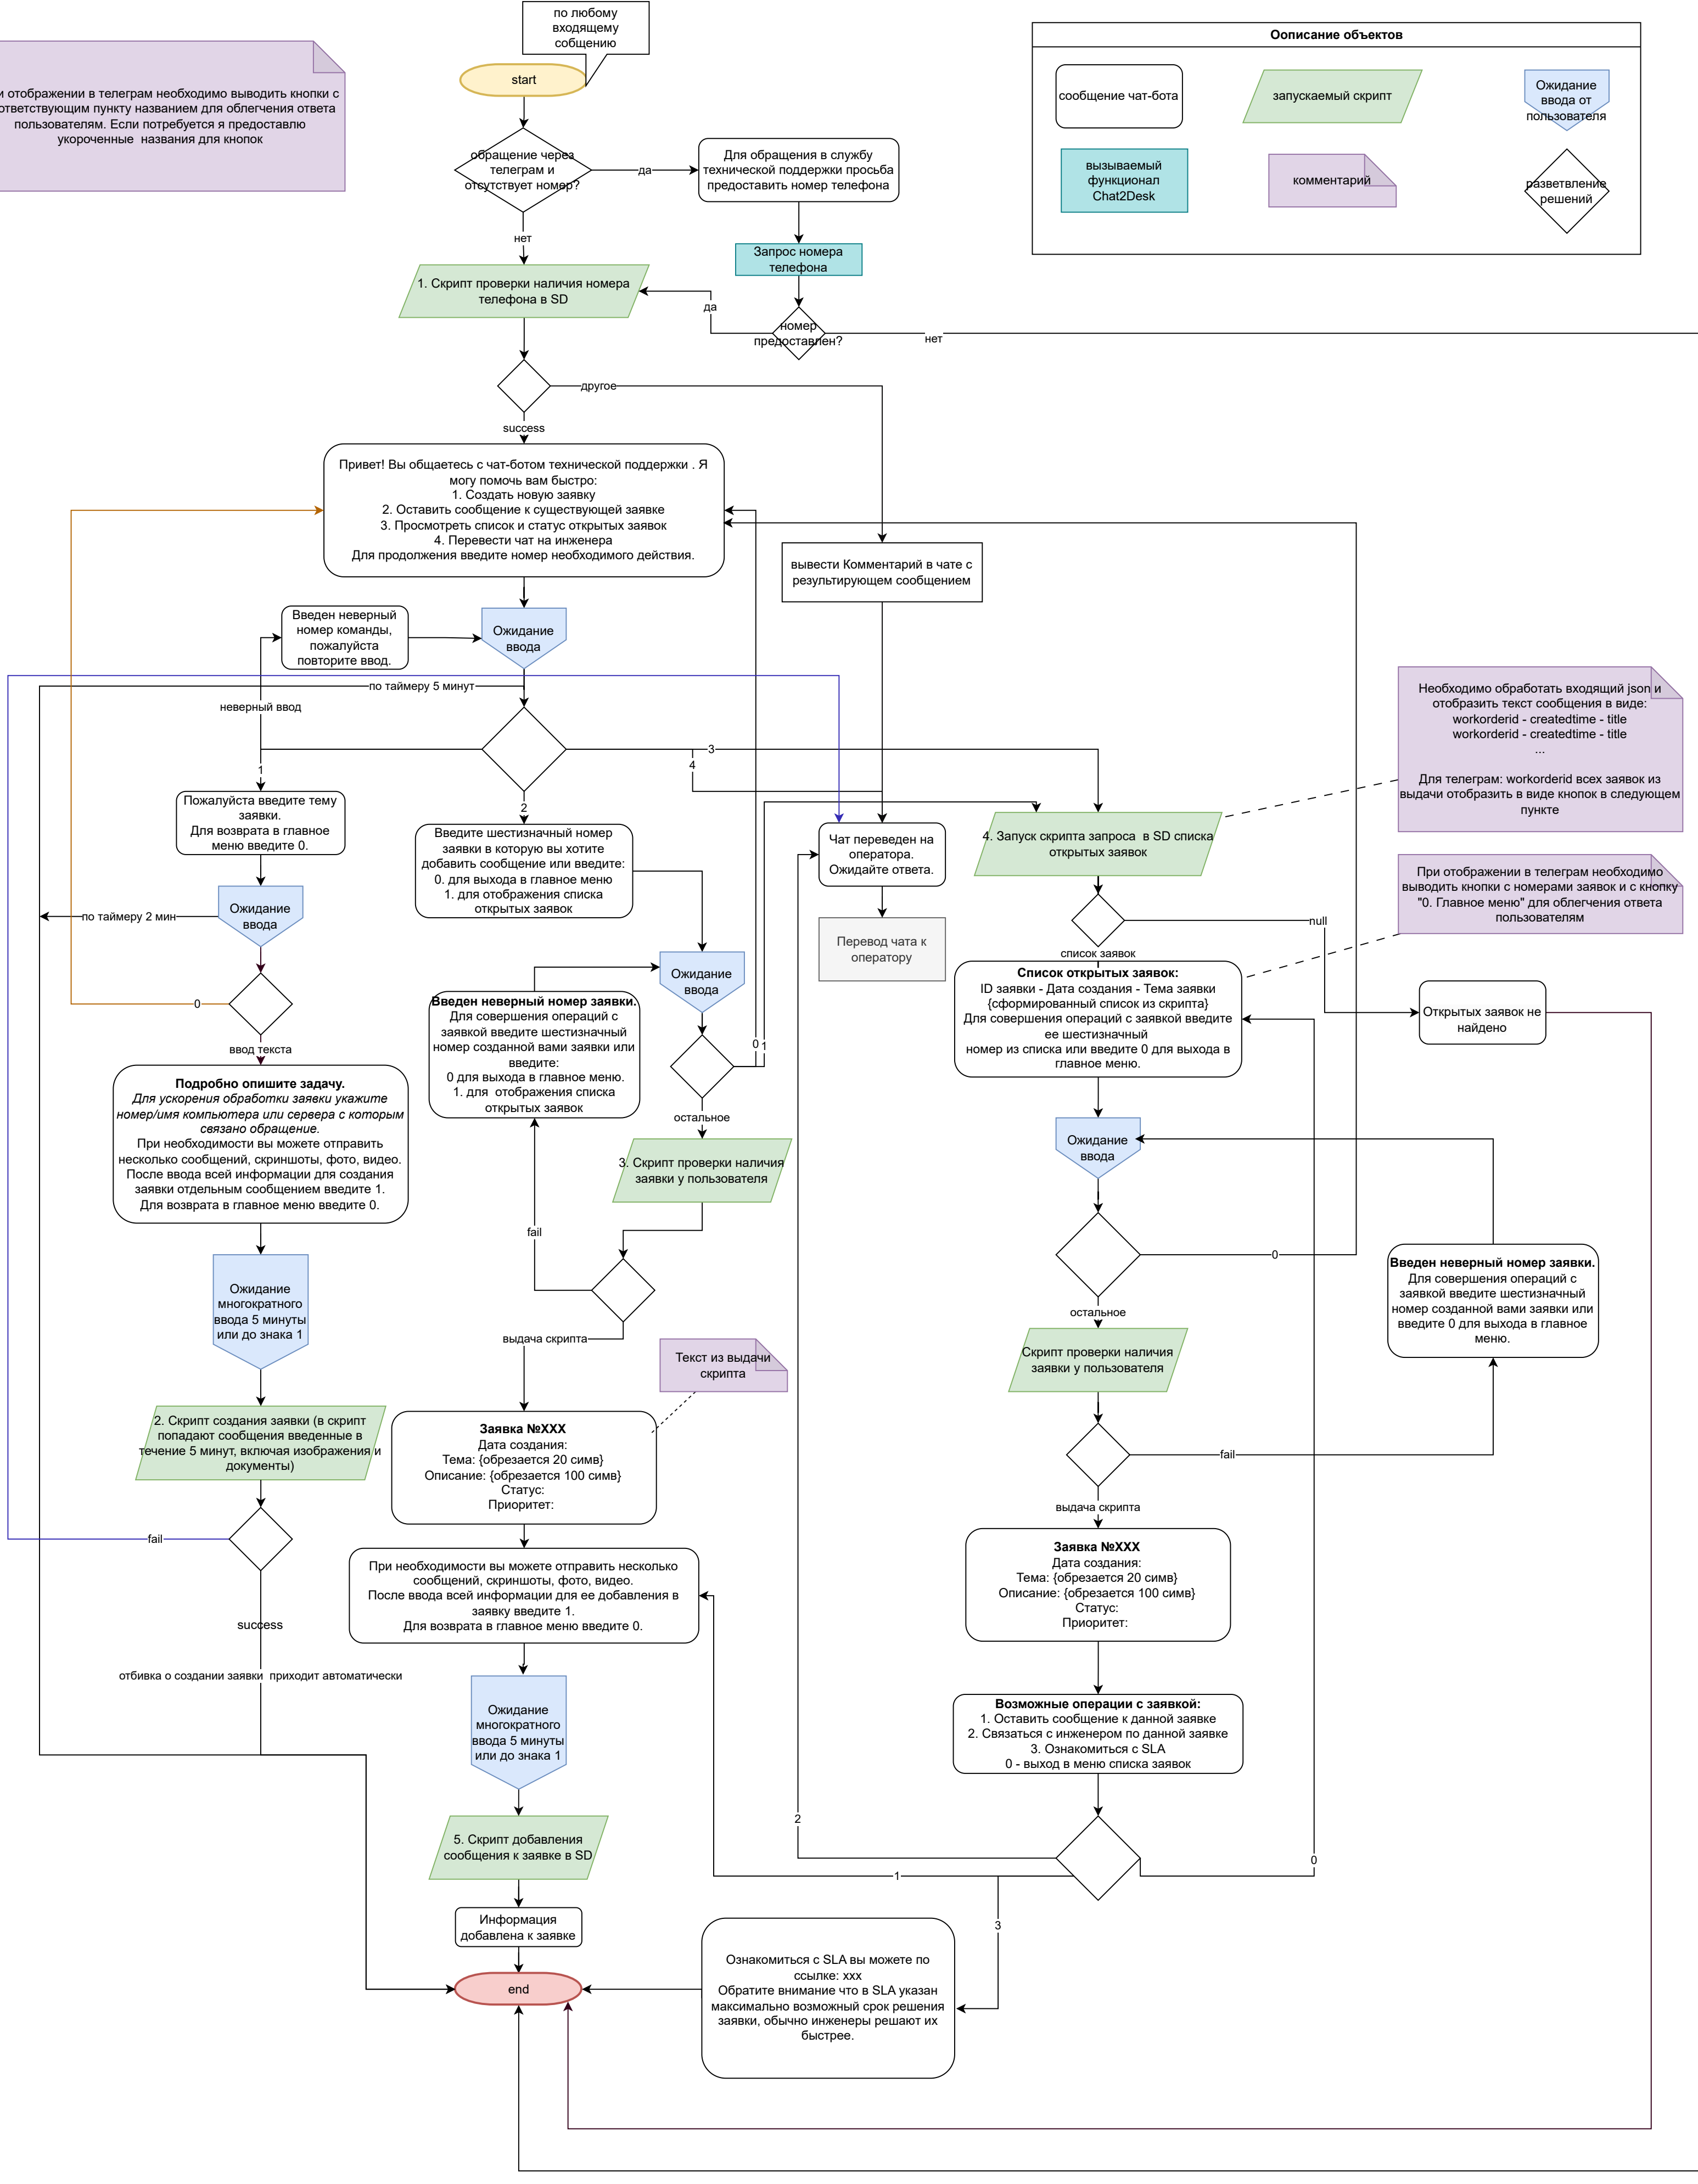 по любому
входящему
собщению
start
и отображении в телеграм необходимо выводить кнопки с
ответствующим пункту названием для облегчения ответа
пользователям. Если потребуется я предоставлю
укороченные названия для кнопок
Оописание объектов
сообщение чат-бота
запускаемый скрипт
Ожидание
ввода от
пользователя
вызываемый
функционал
Chat2Desk
комментарий
разветвление
решений
обращение через
телеграм и
отсутствует номер?
да
Для обращения в службу
технической поддержки просьба
предоставить номер телефона
нет
Запрос номера
телефона
1. Скрипт проверки наличия номера
телефона в SD
да
номер
предоставлен?
нет
другое
success
Привет! Вы общаетесь с чат-ботом технической поддержки . Я
могу помочь вам быстро:
1. Создать новую заявку
2. Оставить сообщение к существующей заявке
3. Просмотреть список и статус открытых заявок
4. Перевести чат на инженера
Для продолжения введите номер необходимого действия.
вывести Комментарий в чате с
результирующем сообщением
Введен неверный
номер команды,
пожалуйста
повторите ввод.
Ожидание
ввода
по таймеру 5 минут
неверный ввод
1
2
3
4
Необходимо обработать входящий json и
отобразить текст сообщения в виде:
workorderid - createdtime - title
workorderid - createdtime - title
...
Для телеграм: workorderid всех заявок из
выдачи отобразить в виде кнопок в следующем
пункте
Пожалуйста введите тему
заявки.
Для возврата в главное
меню введите 0.
Введите шестизначный номер
заявки в которую вы хотите
добавить сообщение или введите:
0. для выхода в главное меню
1. для отображения списка
открытых заявок
Чат переведен на
оператора.
Ожидайте ответа.
4. Запуск скрипта запроса в SD списка
открытых заявок
При отображении в телеграм необходимо
выводить кнопки с номерами заявок и с кнопку
"0. Главное меню" для облегчения ответа
пользователям
Ожидание
ввода
по таймеру 2 мин
Перевод чата к
оператору
null
список заявок
Ожидание
ввода
Список открытых заявок:
ID заявки - Дата создания - Тема заявки
{сформированный список из скрипта}
Для совершения операций с заявкой введите
ее шестизначный
номер из списка или введите 0 для выхода в
главное меню.
Открытых заявок не
найдено
0
ввод текста
Введен неверный номер заявки.
Для совершения операций с
заявкой введите шестизначный
номер созданной вами заявки или
введите:
0 для выхода в главное меню.
1. для отображения списка
открытых заявок
0
1
остальное
Подробно опишите задачу.
Для ускорения обработки заявки укажите
номер/имя компьютера или сервера с которым
связано обращение.
При необходимости вы можете отправить
несколько сообщений, скриншоты, фото, видео.
После ввода всей информации для создания
заявки отдельным сообщением введите 1.
Для возврата в главное меню введите 0.
3. Скрипт проверки наличия
заявки у пользователя
Ожидание
ввода
fail
0
остальное
Введен неверный номер заявки.
Для совершения операций с
заявкой введите шестизначный
номер созданной вами заявки или
введите 0 для выхода в главное
меню.
Ожидание
многократного
ввода 5 минуты
или до знака 1
выдача скрипта
Текст из выдачи
скрипта
Скрипт проверки наличия
заявки у пользователя
2. Скрипт создания заявки (в скрипт
попадают сообщения введенные в
течение 5 минут, включая изображения и
документы)
Заявка №XXX
Дата создания:
Тема: {обрезается 20 симв}
Описание: {обрезается 100 симв}
Статус:
Приоритет:
fail
выдача скрипта
fail
Заявка №XXX
Дата создания:
Тема: {обрезается 20 симв}
Описание: {обрезается 100 симв}
Статус:
Приоритет:
При необходимости вы можете отправить несколько
сообщений, скриншоты, фото, видео.
После ввода всей информации для ее добавления в
заявку введите 1.
Для возврата в главное меню введите 0.
success
отбивка о создании заявки приходит автоматически
Ожидание
многократного
ввода 5 минуты
или до знака 1
Возможные операции с заявкой:
1. Оставить сообщение к данной заявке
2. Связаться с инженером по данной заявке
3. Ознакомиться с SLA
0 - выход в меню списка заявок
2
5. Скрипт добавления
сообщения к заявке в SD
0
1
3
Информация
добавлена к заявке
end
Ознакомиться с SLA вы можете по
ссылке: xxx
Обратите внимание что в SLA указан
максимально возможный срок решения
заявки, обычно инженеры решают их
быстрее.